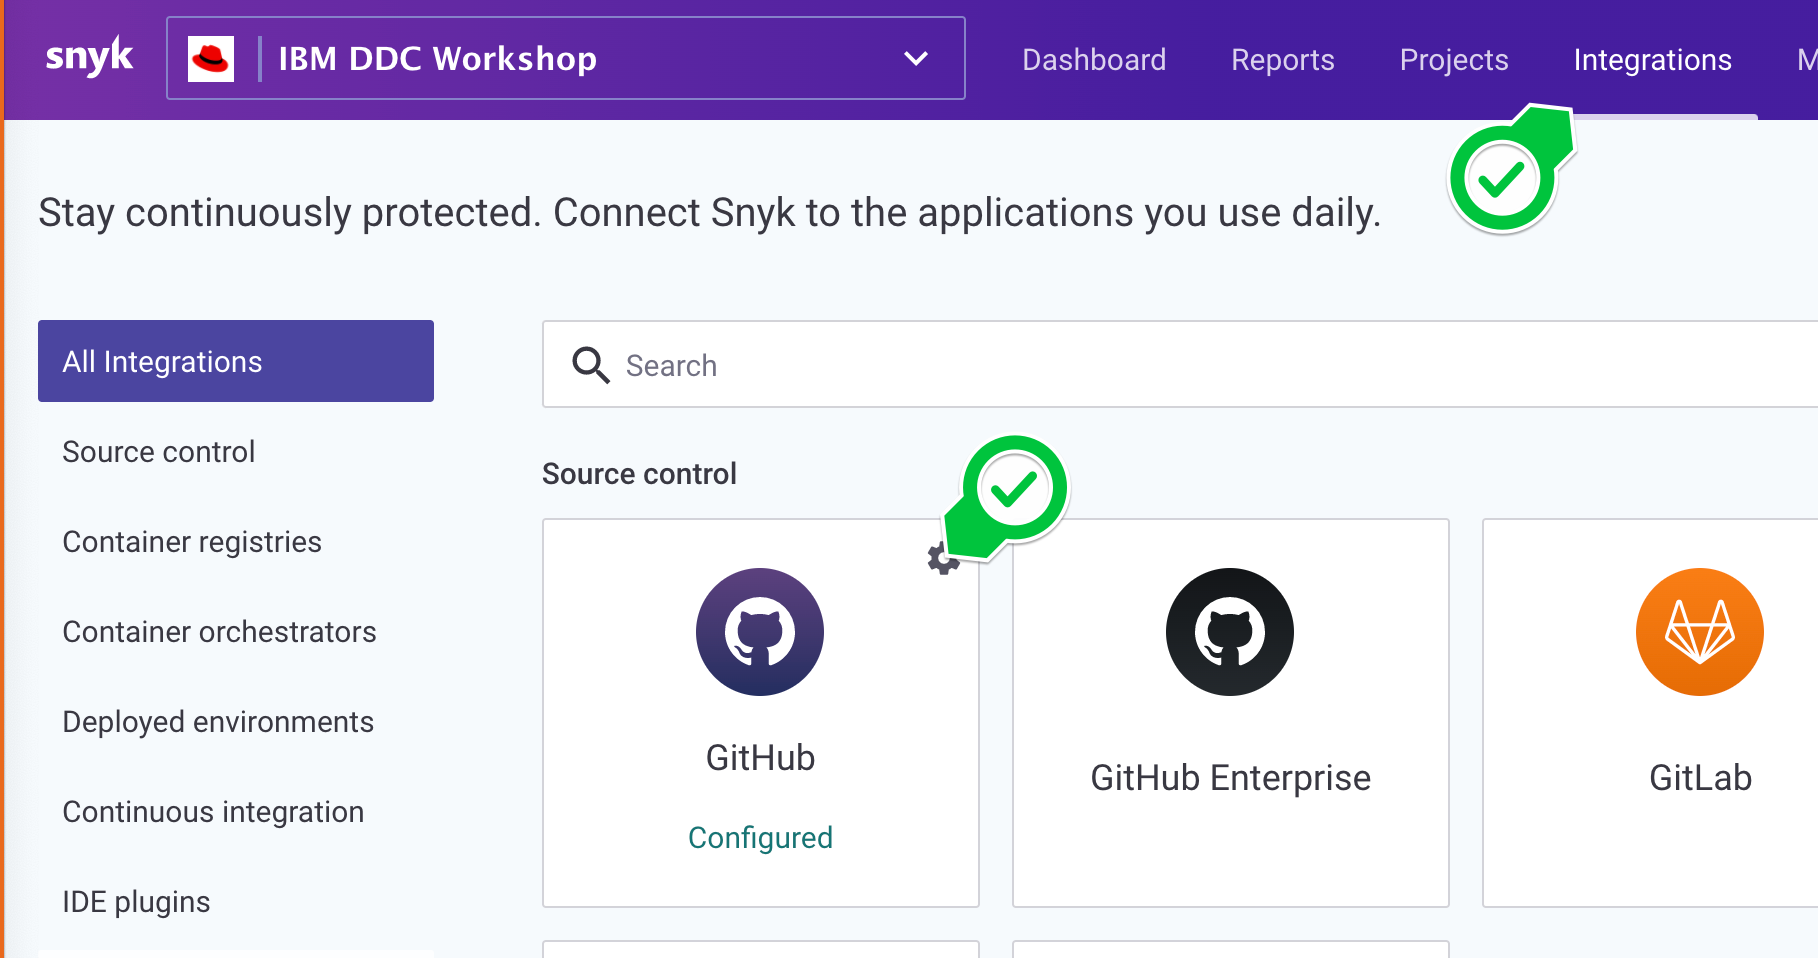 snyk
IBM DDC Workshop
Dashboard
Reports
Projects
Integrations
Stay continuously protected. Connect Snyk to the applications you use daily.
All Integrations
Source control
Container registries
Container orchestrators
Deployed environments
Continuous integration
IDE plugins
Search
Source control
GitHub
Configured
GitHub Enterprise
GitLab